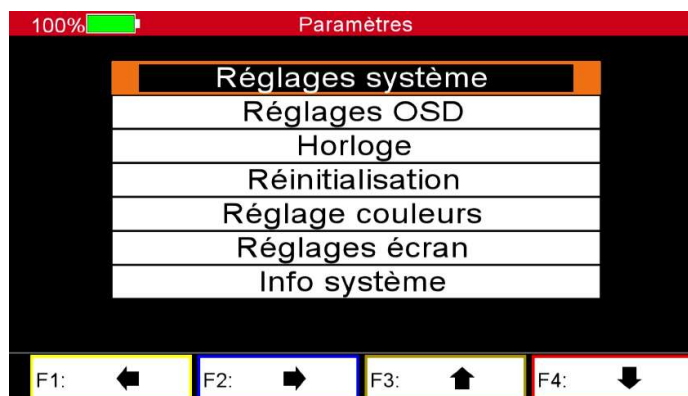 100% Paramètres
Réglages système
Réglages OSD
Horloge
Réinitialisation
Réglage couleurs
Réglages écran
Info système
F1: F2: F3: F4: